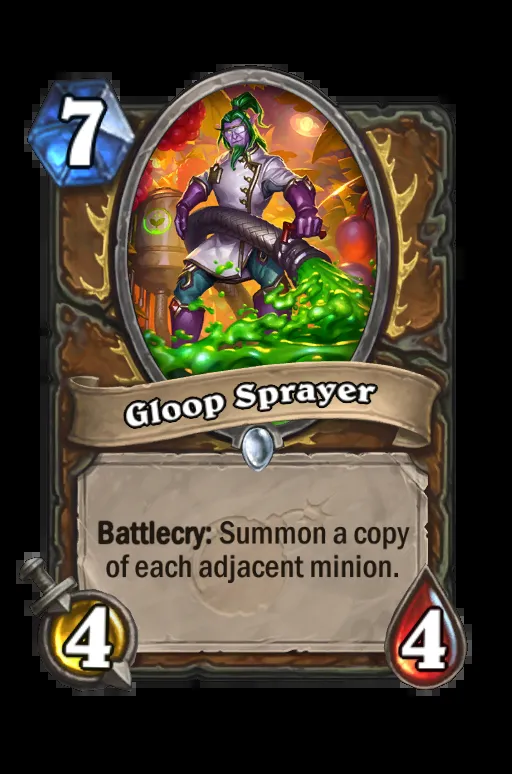 7
Gloop Sprayer
Battlecry: Summon a copy
of each adjacent minion.
4
4